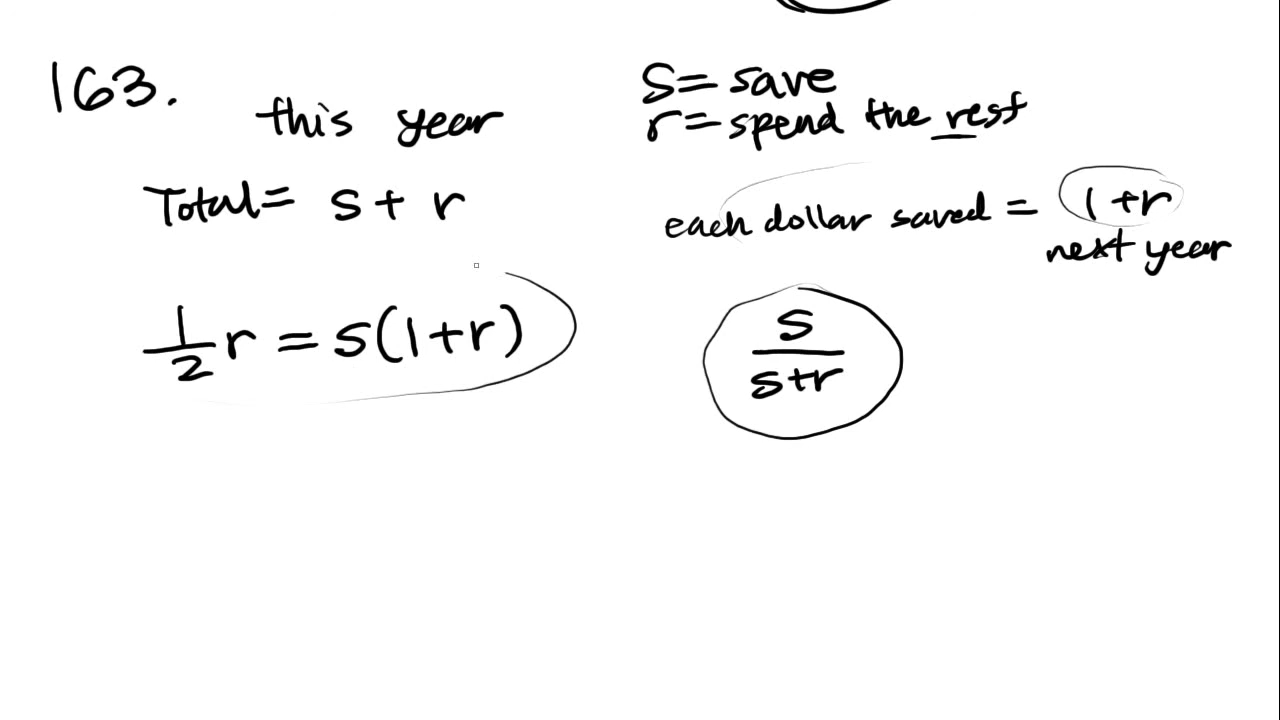 163.
this year
Total = s + r
1/2 r = s(1+r)
S = save
r = spend the rest
each dollar saved = 1+r
next year
s/(s+r)